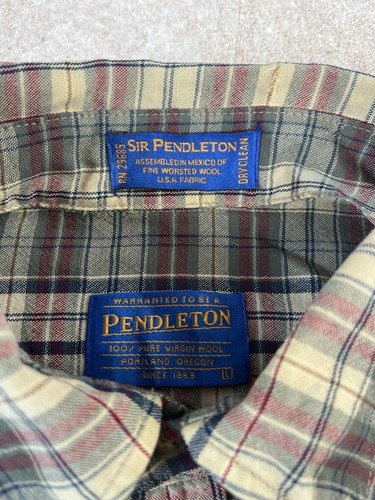 SIR PENDLETON
ASSEMBLED IN MEXICO OF
FINE WORSTED WOOL
U.S.A. FABRIC
RN 29685
DRY CLEAN
WARRANTED TO BE A
PENDLETON
100% PURE VIRGIN WOOL
PORTLAND, OREGON
SINCE 1863
L